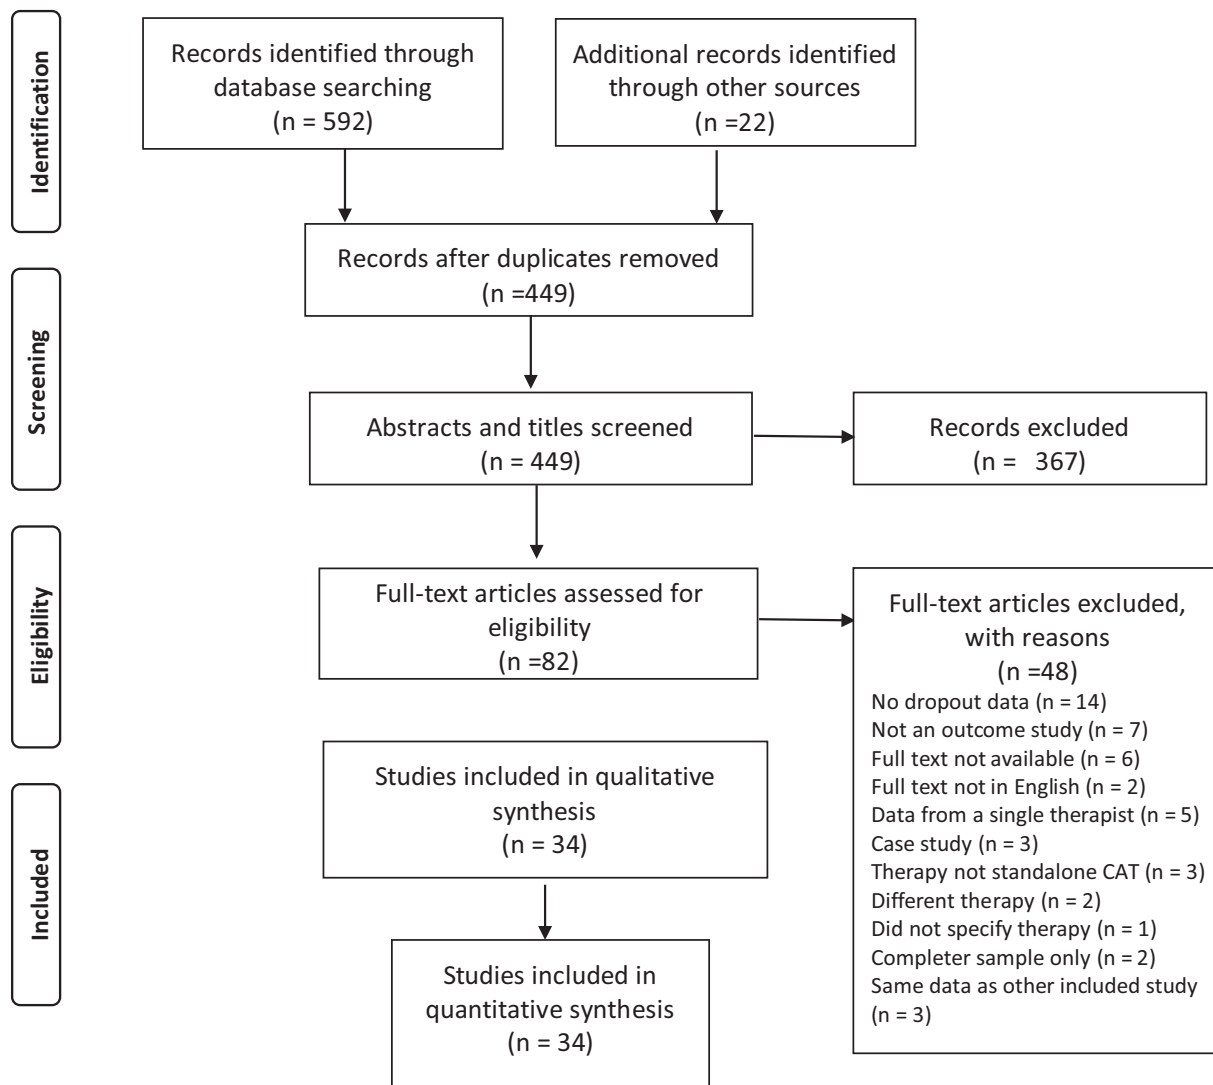 Identification
Records identified through
database searching
(n = 592)
Additional records identified
through other sources
(n =22)
Records after duplicates removed
(n =449)
Screening
Abstracts and titles screened
(n = 449)
Records excluded
(n =   367)
Eligibility
Full-text articles assessed for
eligibility
(n =82)
Full-text articles excluded,
with reasons
(n =48)
No dropout data (n = 14)
Not an outcome study (n = 7)
Full text not available (n = 6)
Full text not in English (n = 2)
Data from a single therapist (n = 5)
Case study (n = 3)
Therapy not standalone CAT (n = 3)
Different therapy (n = 2)
Did not specify therapy (n = 1)
Completer sample only (n = 2)
Same data as other included study
(n = 3)
Included
Studies included in qualitative
synthesis
(n = 34)
Studies included in
quantitative synthesis
(n = 34)